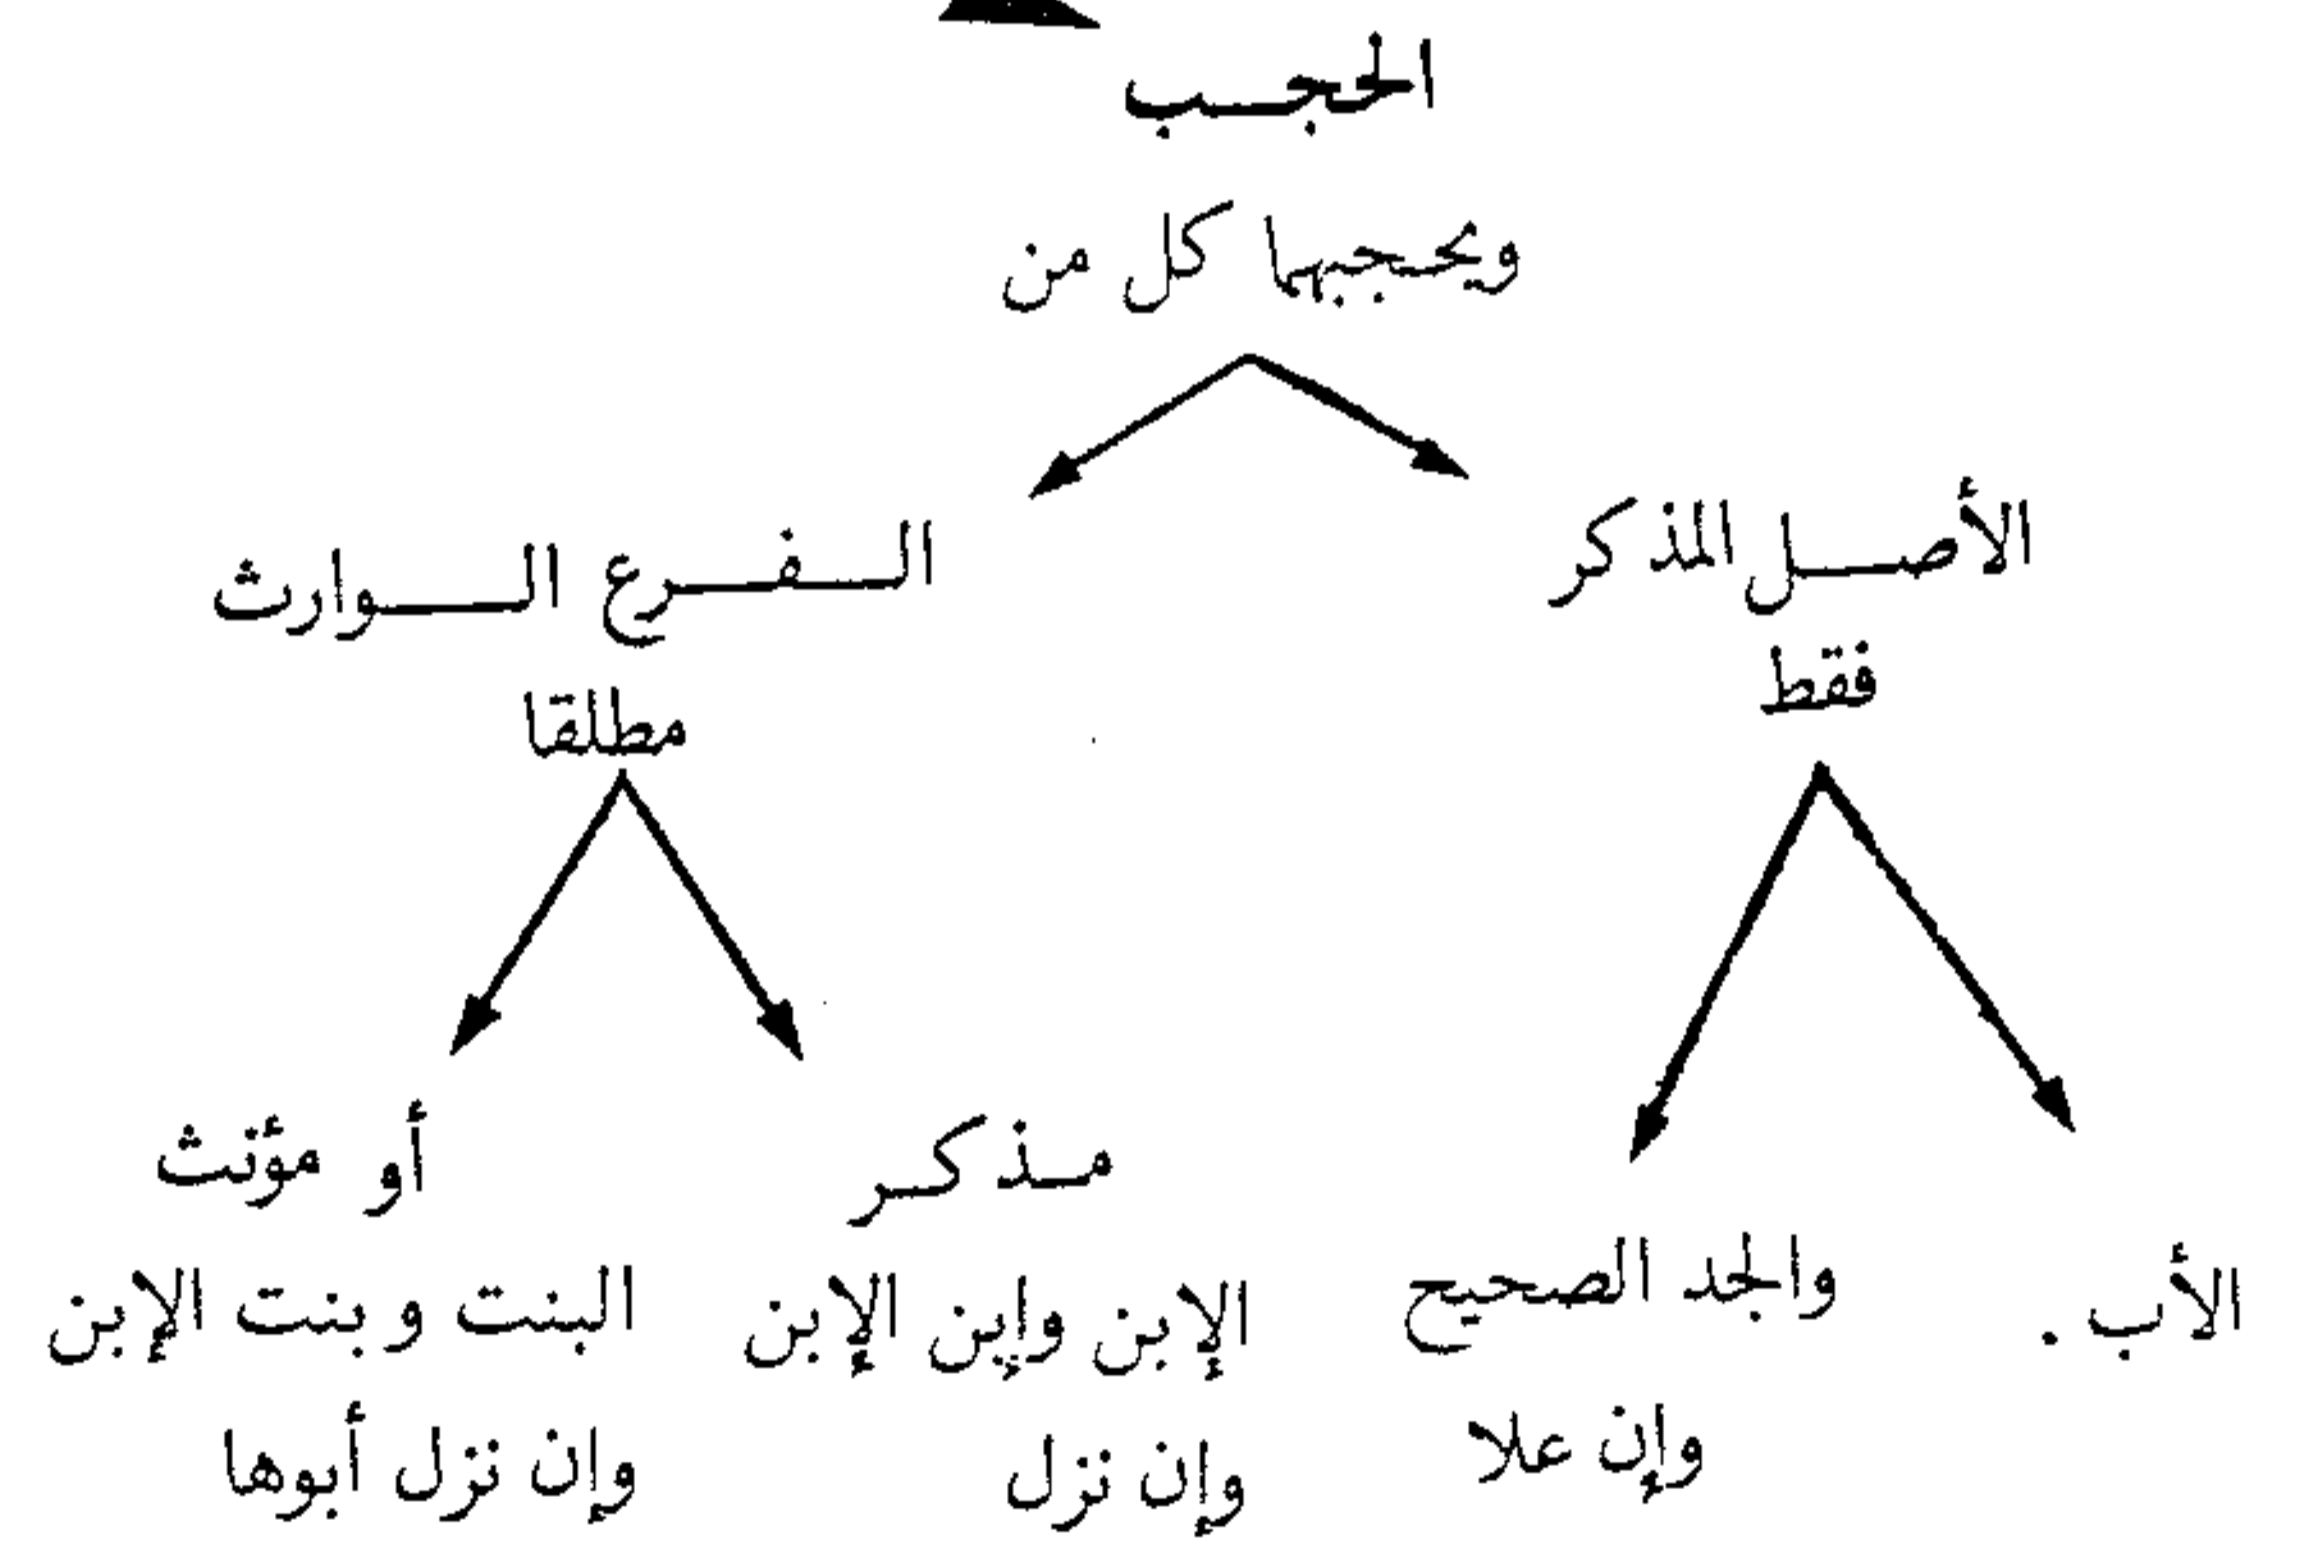 الحجب
ويحجبهما كل من
الأصل المذكر
فقط
الفرع الوارث
مطلقا
الأب .
والجد الصحيح
وإن علا
مذكر
الإبن وإبن الإبن
وإن نزل
أو مؤنث
البنت وبنت الإبن
وإن نزل أبوها